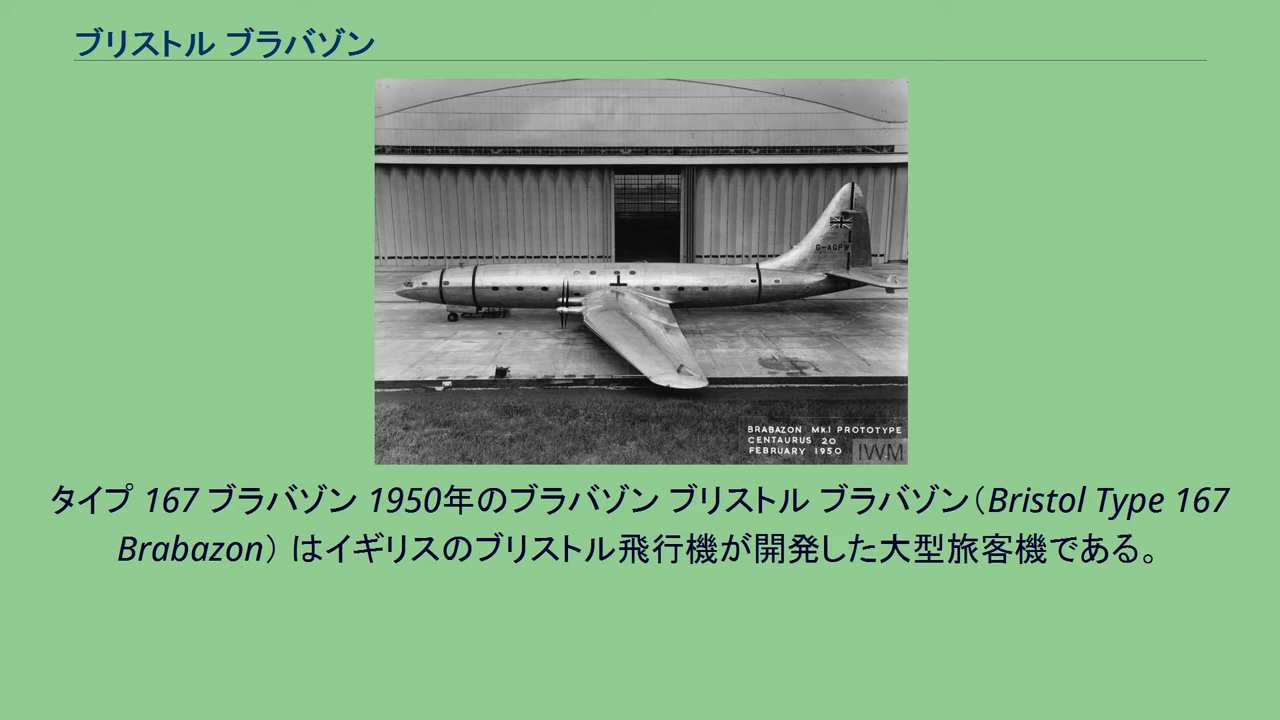 ブリストル ブラバゾン
G-AGPW
BRABAZON Mk.I PROTOTYPE
CENTAURUS 20
FEBRUARY 1950
IWM
タイプ 167 ブラバゾン 1950年のブラバゾン ブリストル ブラバゾン（Bristol Type 167
Brabazon） はイギリスのブリストル飛行機が開発した大型旅客機である。